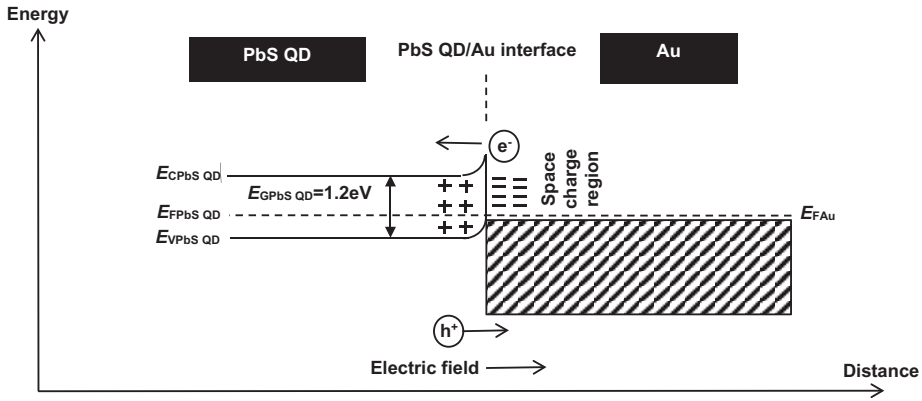 Energy
PbS QD
PbS QD/Au interface
Au
e-
ECPbS QD
EGPbS QD=1.2eV
Space
charge
region
EFPbS QD
EFAu
EVPbS QD
h+
Electric field
Distance